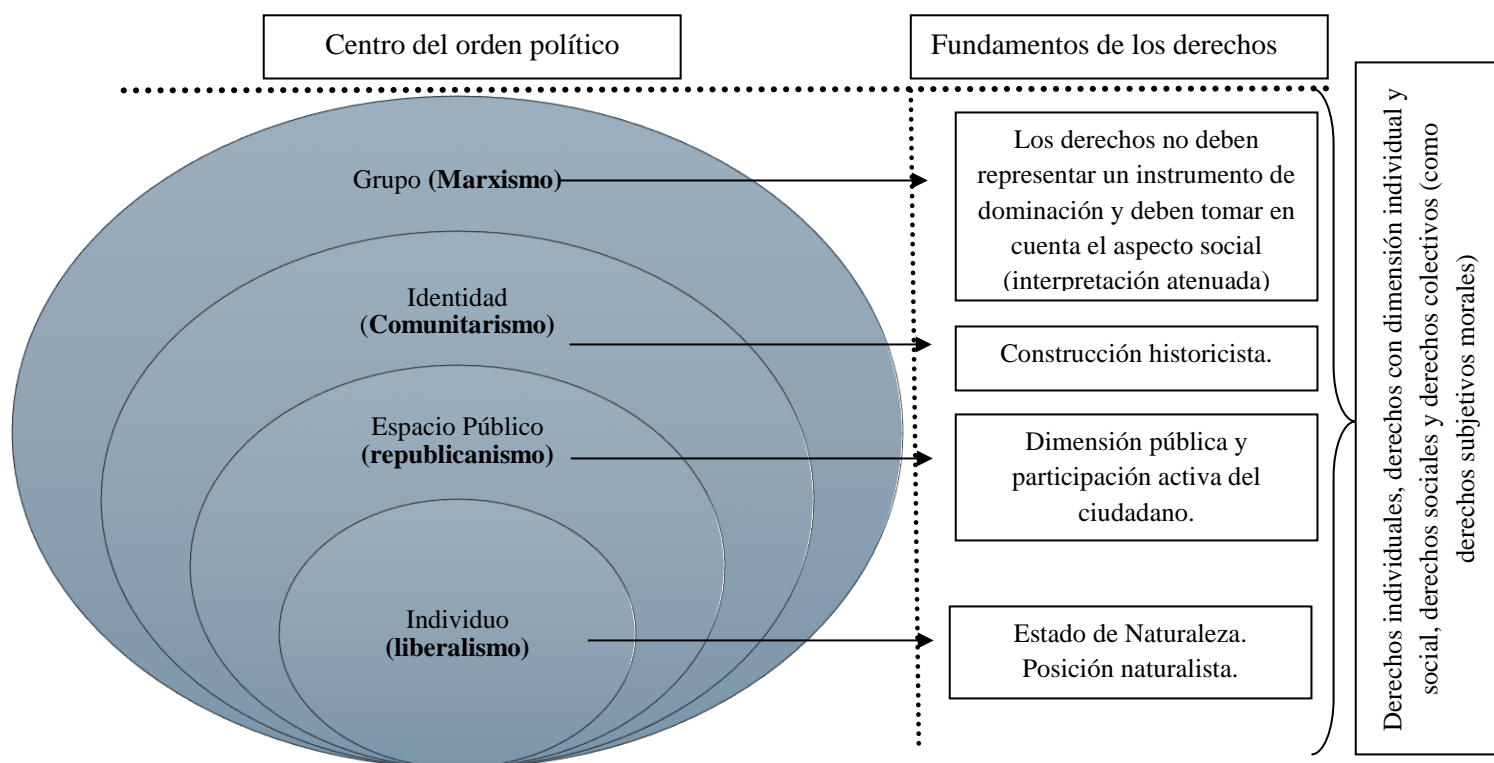 Centro del orden político
Fundamentos de los derechos
Grupo (Marxismo)
Los derechos no deben
representar un instrumento de
dominación y deben tomar en
cuenta el aspecto social
(interpretación atenuada)
Identidad
(Comunitarismo)
Construcción historicista.
Espacio Público
(republicanismo)
Dimensión pública y
participación activa del
ciudadano.
Individuo
(liberalismo)
Estado de Naturaleza.
Posición naturalista.
Derechos individuales, derechos con dimensión individual y
social, derechos sociales y derechos colectivos (como
derechos subjetivos morales)